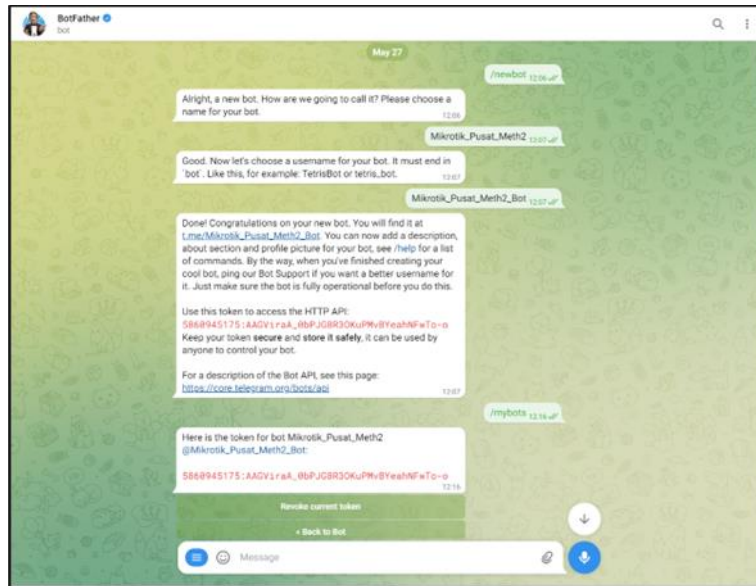 BotFather
bot
May 27
/newbot 12:06
Alright, a new bot. How are we going to call it? Please choose a
name for your bot. 12:06
Mikrotik_Pusat_Meth2 12:07
Good. Now let's choose a username for your bot. It must end in
`bot`. Like this, for example: TetrisBot or tetris_bot. 12:07
Mikrotik_Pusat_Meth2_Bot 12:07
Done! Congratulations on your new bot. You will find it at
t.me/Mikrotik_Pusat_Meth2_Bot. You can now add a description,
about section and profile picture for your bot, see /help for a list
of commands. By the way, when you've finished creating your
cool bot, ping our Bot Support if you want a better username for
it. Just make sure the bot is fully operational before you do this.
Use this token to access the HTTP API:
5860945175:AAGViraA_0bPJG8R3OKuPMvBYeahNFwTo-o
Keep your token secure and store it safely, it can be used by
anyone to control your bot.
For a description of the Bot API, see this page:
https://core.telegram.org/bots/api 12:07
/mybots 12:16
Here is the token for bot Mikrotik_Pusat_Meth2
@Mikrotik_Pusat_Meth2_Bot:
5860945175:AAGViraA_0bPJG8R3OKuPMvBYeahNFwTo-o
12:16
Revoke current token
« Back to Bot
Message